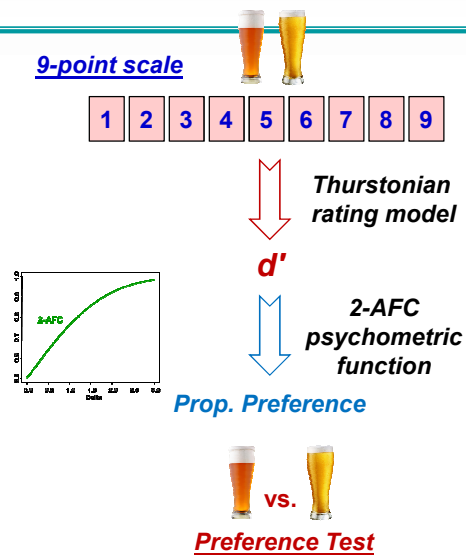 9-point scale
1 2 3 4 5 6 7 8 9
Thurstonian
rating model
d'
2-AFC
psychometric
function
2-AFC
Delta
Prop. Preference
vs.
Preference Test